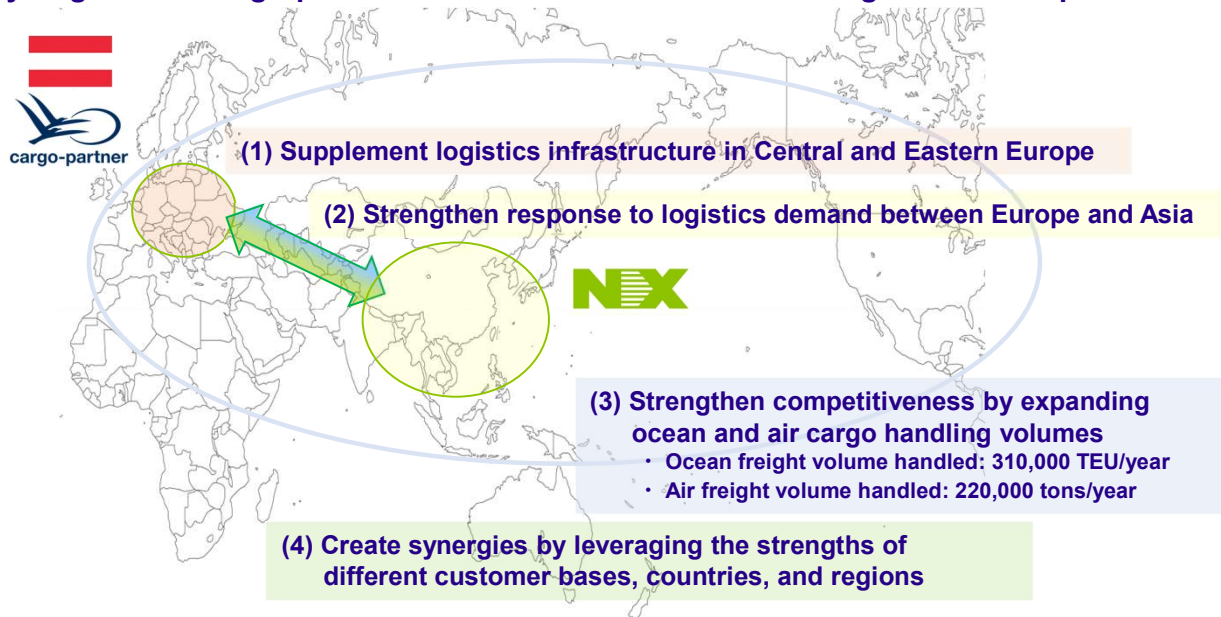 cargo-partner
(1) Supplement logistics infrastructure in Central and Eastern Europe
(2) Strengthen response to logistics demand between Europe and Asia
NX
(3) Strengthen competitiveness by expanding
ocean and air cargo handling volumes
・ Ocean freight volume handled: 310,000 TEU/year
・ Air freight volume handled: 220,000 tons/year
(4) Create synergies by leveraging the strengths of
different customer bases, countries, and regions